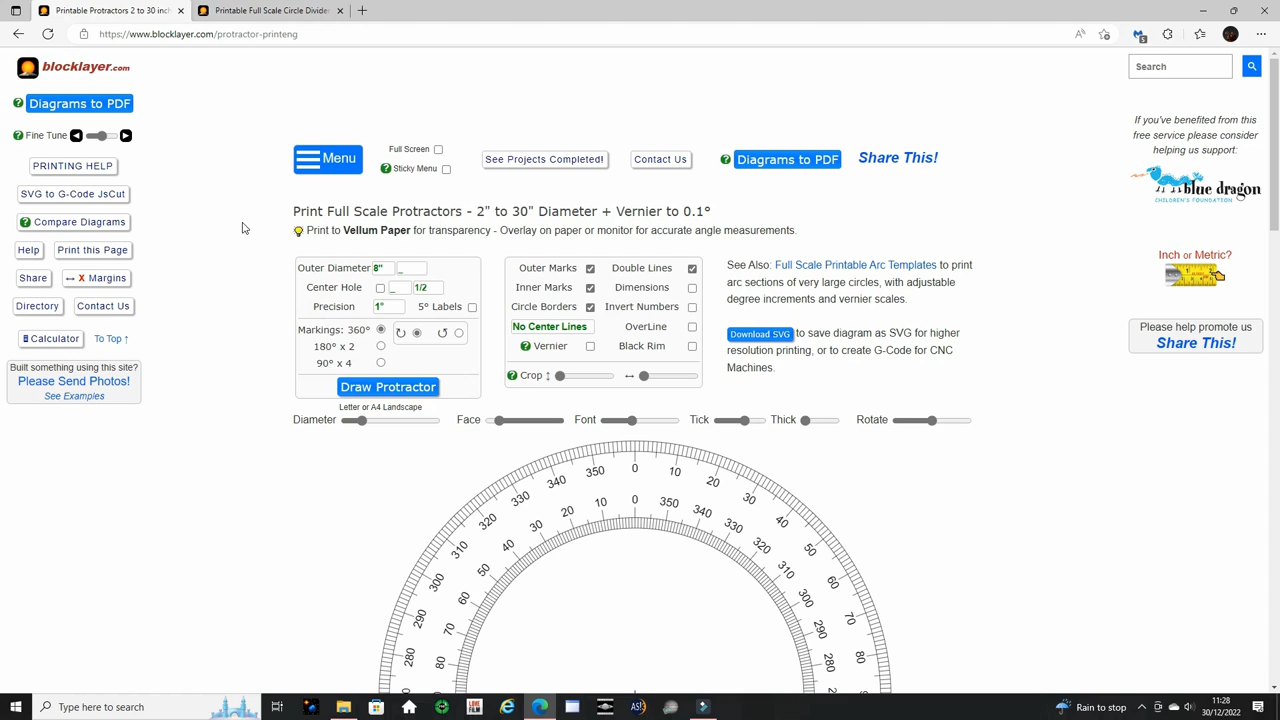 Printable Protractors 2 to 30 inch
Printable Full Scale Circle Divider
https://www.blocklayer.com/protractor-printeng
blocklayer.com
Search
Diagrams to PDF
Fine Tune
PRINTING HELP
SVG to G-Code JsCut
Compare Diagrams
Help
Print this Page
Share
↔ X Margins
Directory
Contact Us
Calculator
To Top ↑
Built something using this site?
Please Send Photos!
See Examples
Menu
Full Screen
Sticky Menu
See Projects Completed!
Contact Us
Diagrams to PDF
Share This!
Print Full Scale Protractors - 2" to 30" Diameter + Vernier to 0.1°
Print to Vellum Paper for transparency - Overlay on paper or monitor for accurate angle measurements.
Outer Diameter 8" _
Center Hole _ 1/2
Precision 1° 5° Labels
Markings: 360° ↻ ↺
180° x 2
90° x 4
Draw Protractor
Letter or A4 Landscape
Outer Marks Double Lines
Inner Marks Dimensions
Circle Borders Invert Numbers
No Center Lines OverLine
Vernier Black Rim
Crop ↕ ↔
See Also: Full Scale Printable Arc Templates to print
arc sections of very large circles, with adjustable
degree increments and vernier scales.
Download SVG to save diagram as SVG for higher
resolution printing, or to create G-Code for CNC
Machines.
Diameter Face Font Tick Thick Rotate
If you've benefited from this
free service please consider
helping us support:
blue dragon
CHILDREN'S FOUNDATION
Inch or Metric?
Please help promote us
Share This!
280 290 300 310 320 330 340 350 0 10 20 30 40 50 60 70 80
80 70 60 50 40 30 20 10 0 350 340 330 320 310 300 290 280
Type here to search
Rain to stop
11:28
30/12/2022